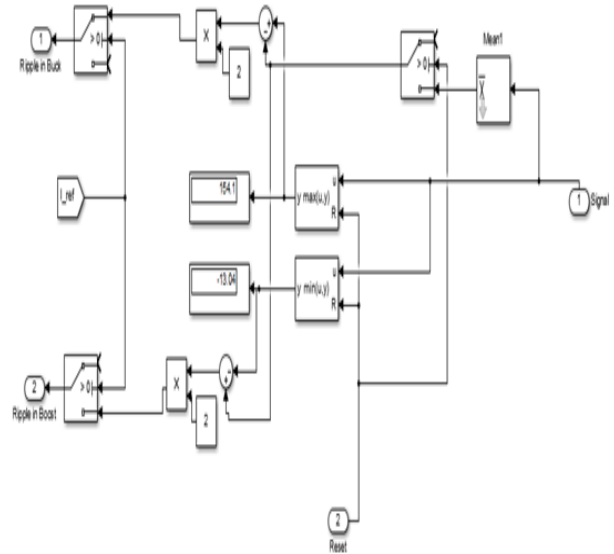 Mean1
1
> 0
X
− +
> 0
X
Ripple in Buck
2
164.1
u
I_ref
y max(u,y)
R
1
Signal
-13.04
u
y min(u,y)
R
> 0
X
− +
2
Ripple in Boost
2
2
Reset